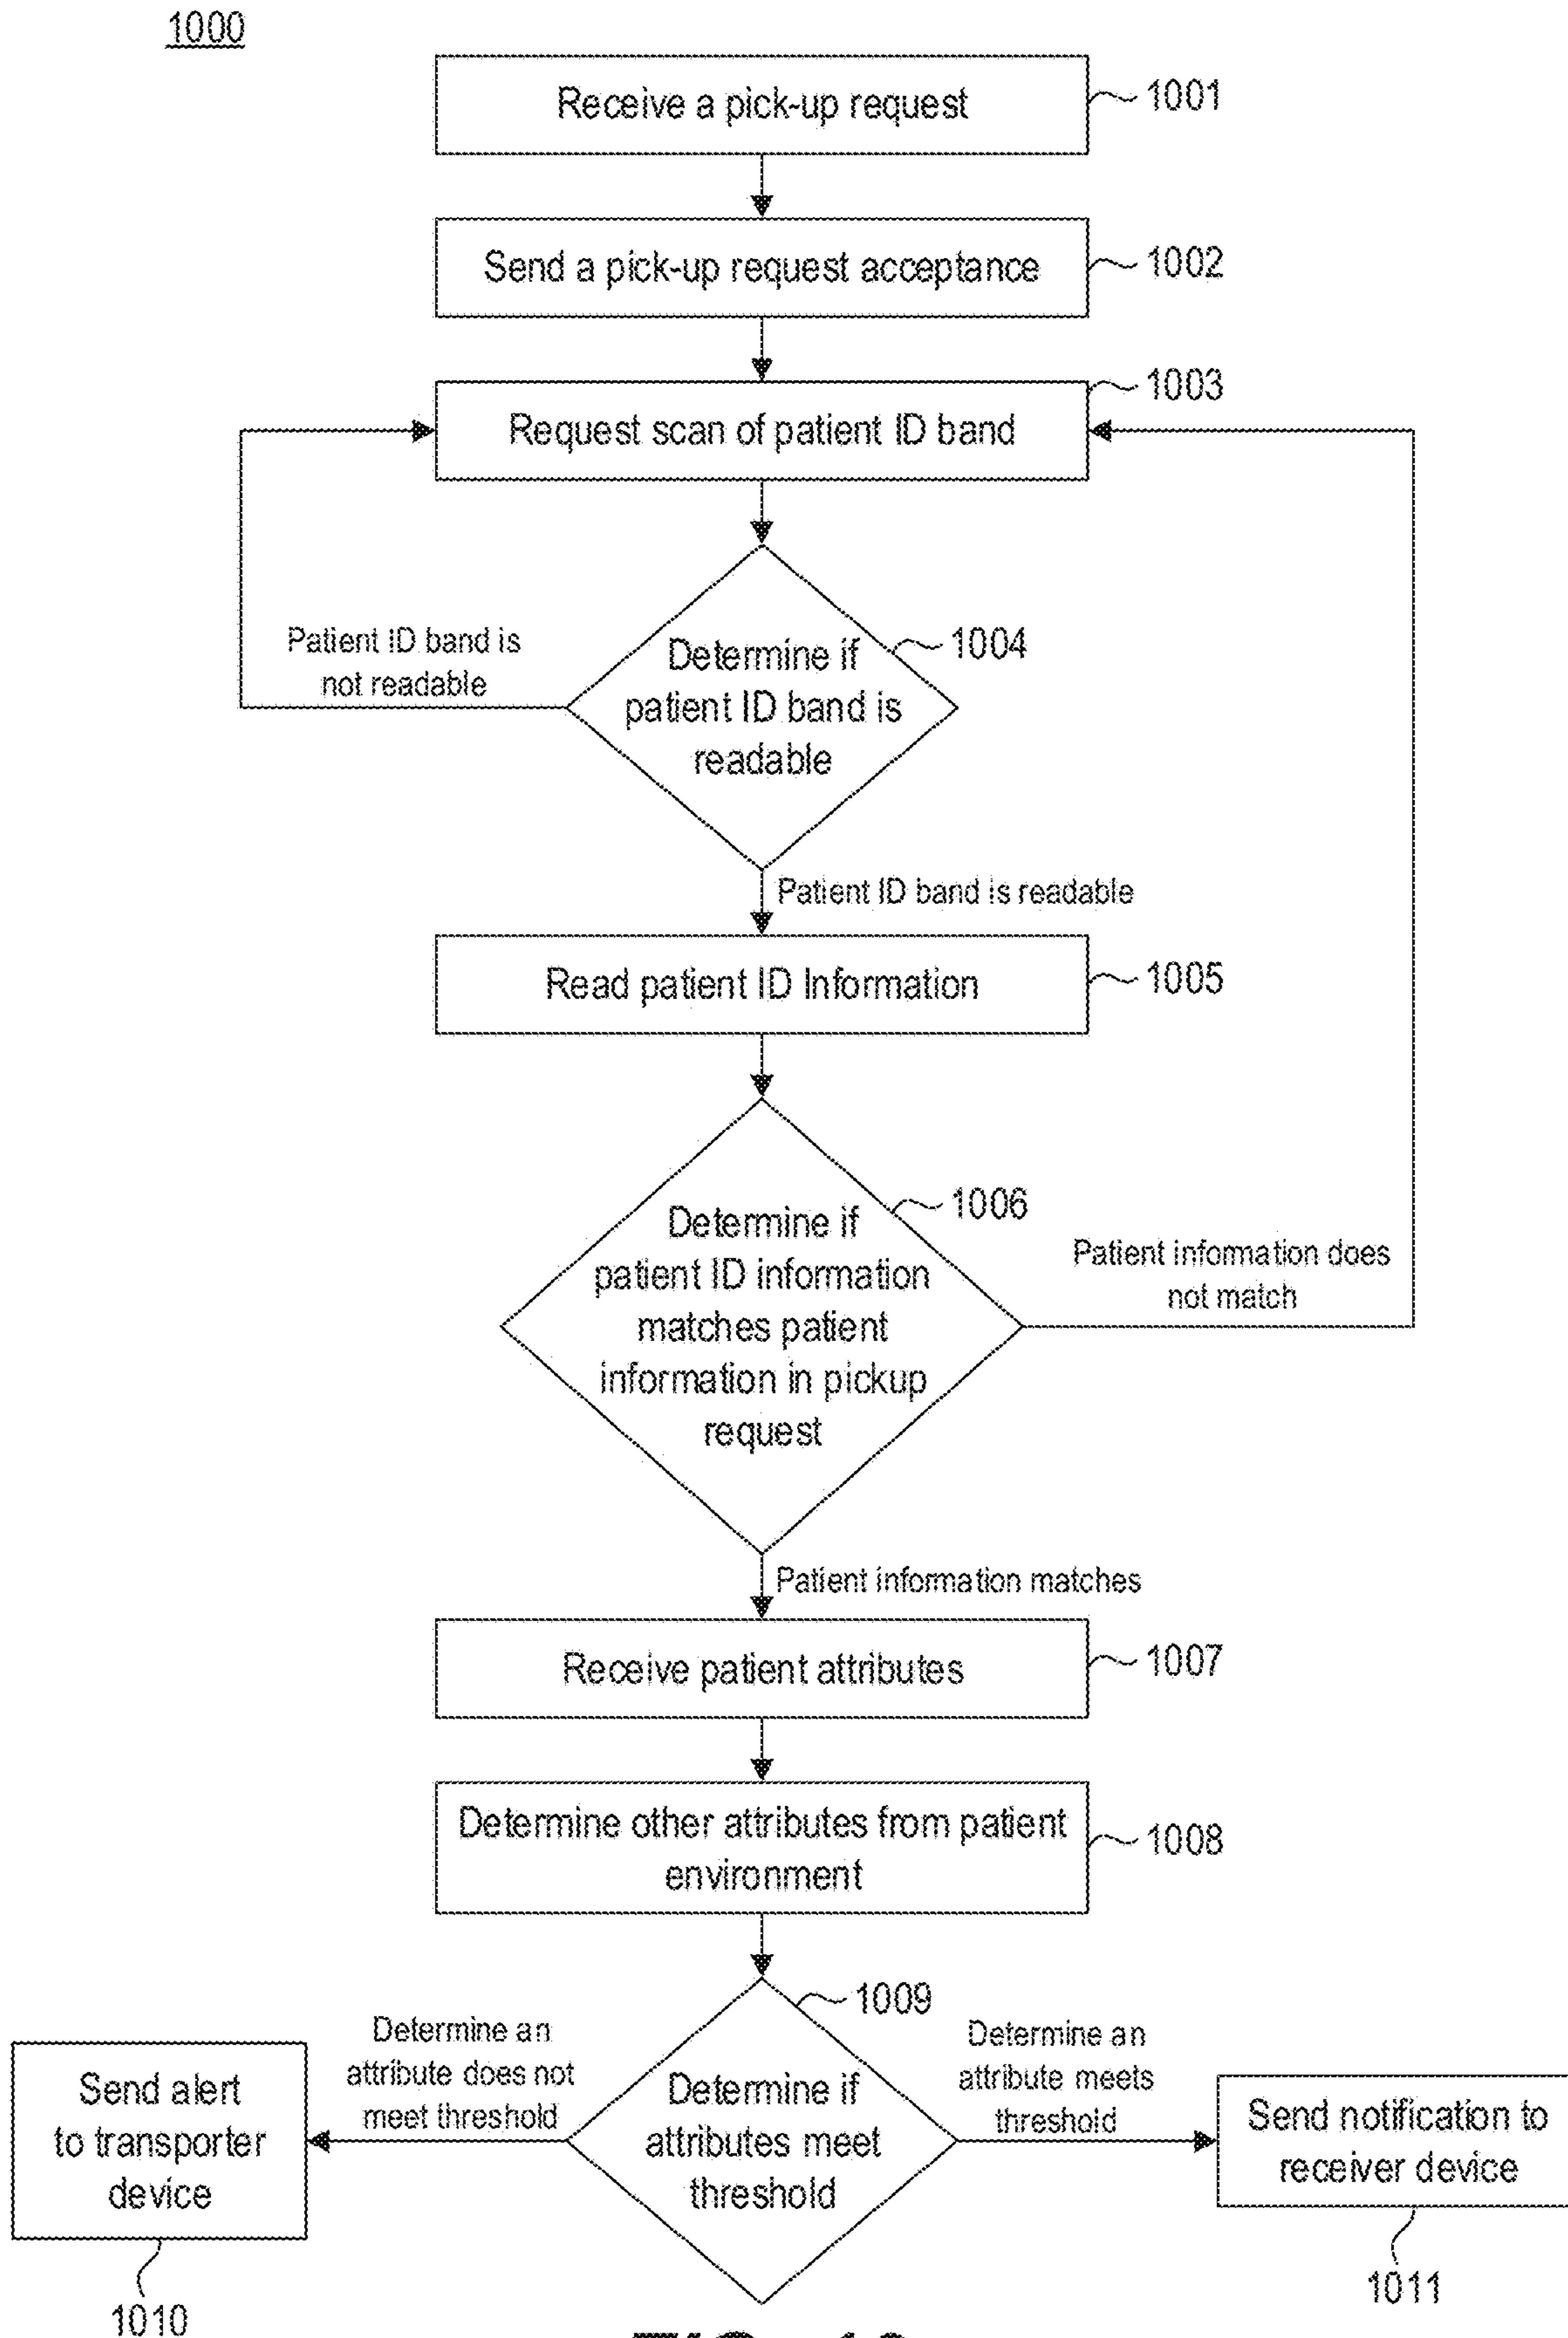 1000
Receive a pick-up request
1001
Send a pick-up request acceptance
1002
Request scan of patient ID band
1003
Patient ID band is
not readable
Determine if
patient ID band is
readable
1004
Patient ID band is readable
Read patient ID Information
1005
Determine if
patient ID information
matches patient
information in pickup
request
1006
Patient information does
not match
Patient information matches
Receive patient attributes
1007
Determine other attributes from patient
environment
1008
1009
Determine an
attribute does not
meet threshold
Determine an
attribute meets
threshold
Send alert
to transporter
device
Determine if
attributes meet
threshold
Send notification to
receiver device
1010
1011